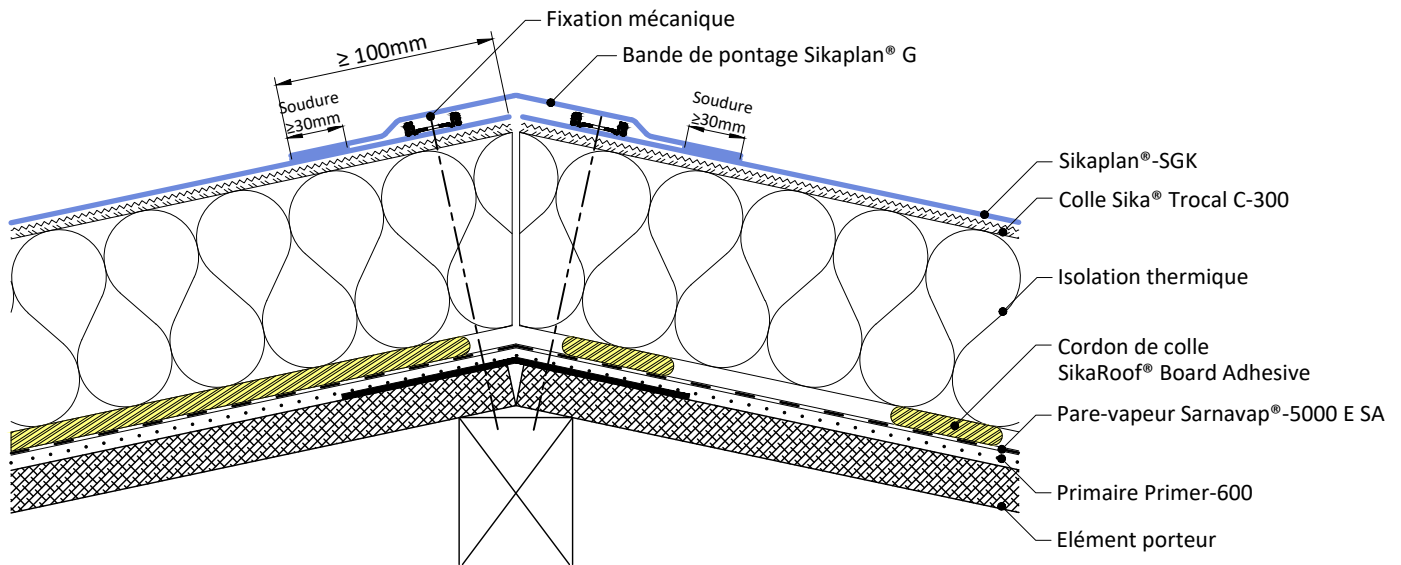 Fixation mécanique
≥ 100mm
Bande de pontage Sikaplan® G
Soudure
≥30mm
Soudure
≥30mm
Sikaplan®-SGK
Colle Sika® Trocal C-300
Isolation thermique
Cordon de colle
SikaRoof® Board Adhesive
Pare-vapeur Sarnavap®-5000 E SA
Primaire Primer-600
Elément porteur